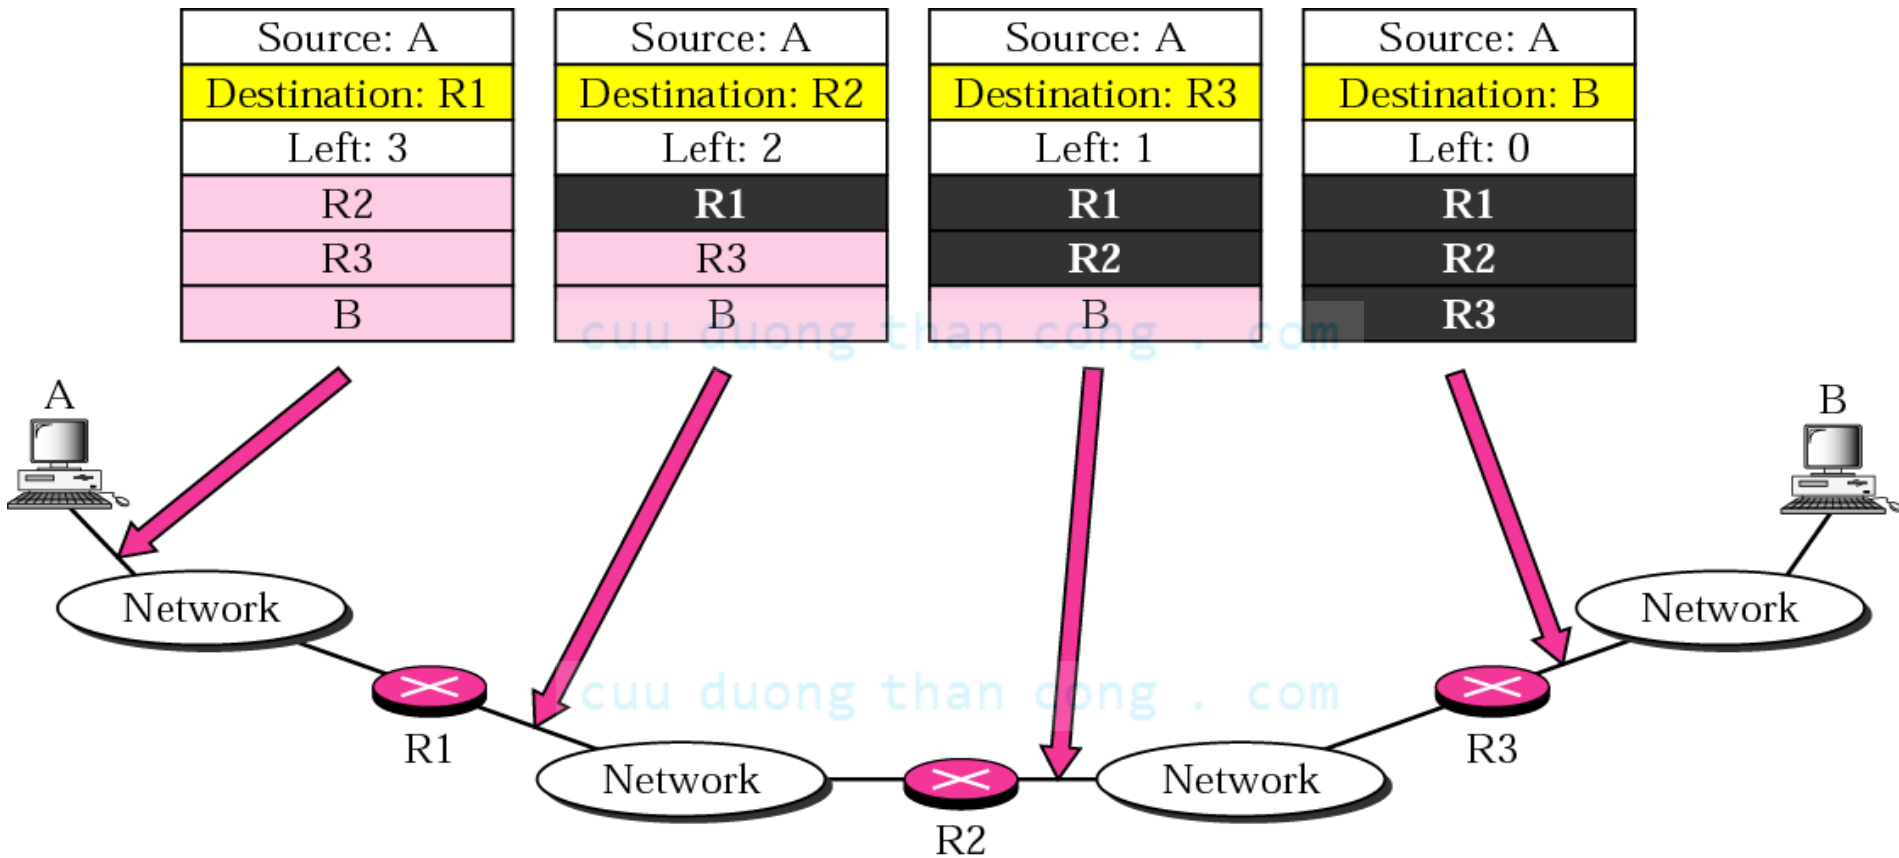 Source: A
Destination: R1
Left: 3
R2
R3
B
Source: A
Destination: R2
Left: 2
R1
R3
B
Source: A
Destination: R3
Left: 1
R1
R2
B
Source: A
Destination: B
Left: 0
R1
R2
R3
cuu duong than cong . com
A
B
Network
Network
R1
R3
cuu duong than cong . com
Network
Network
R2